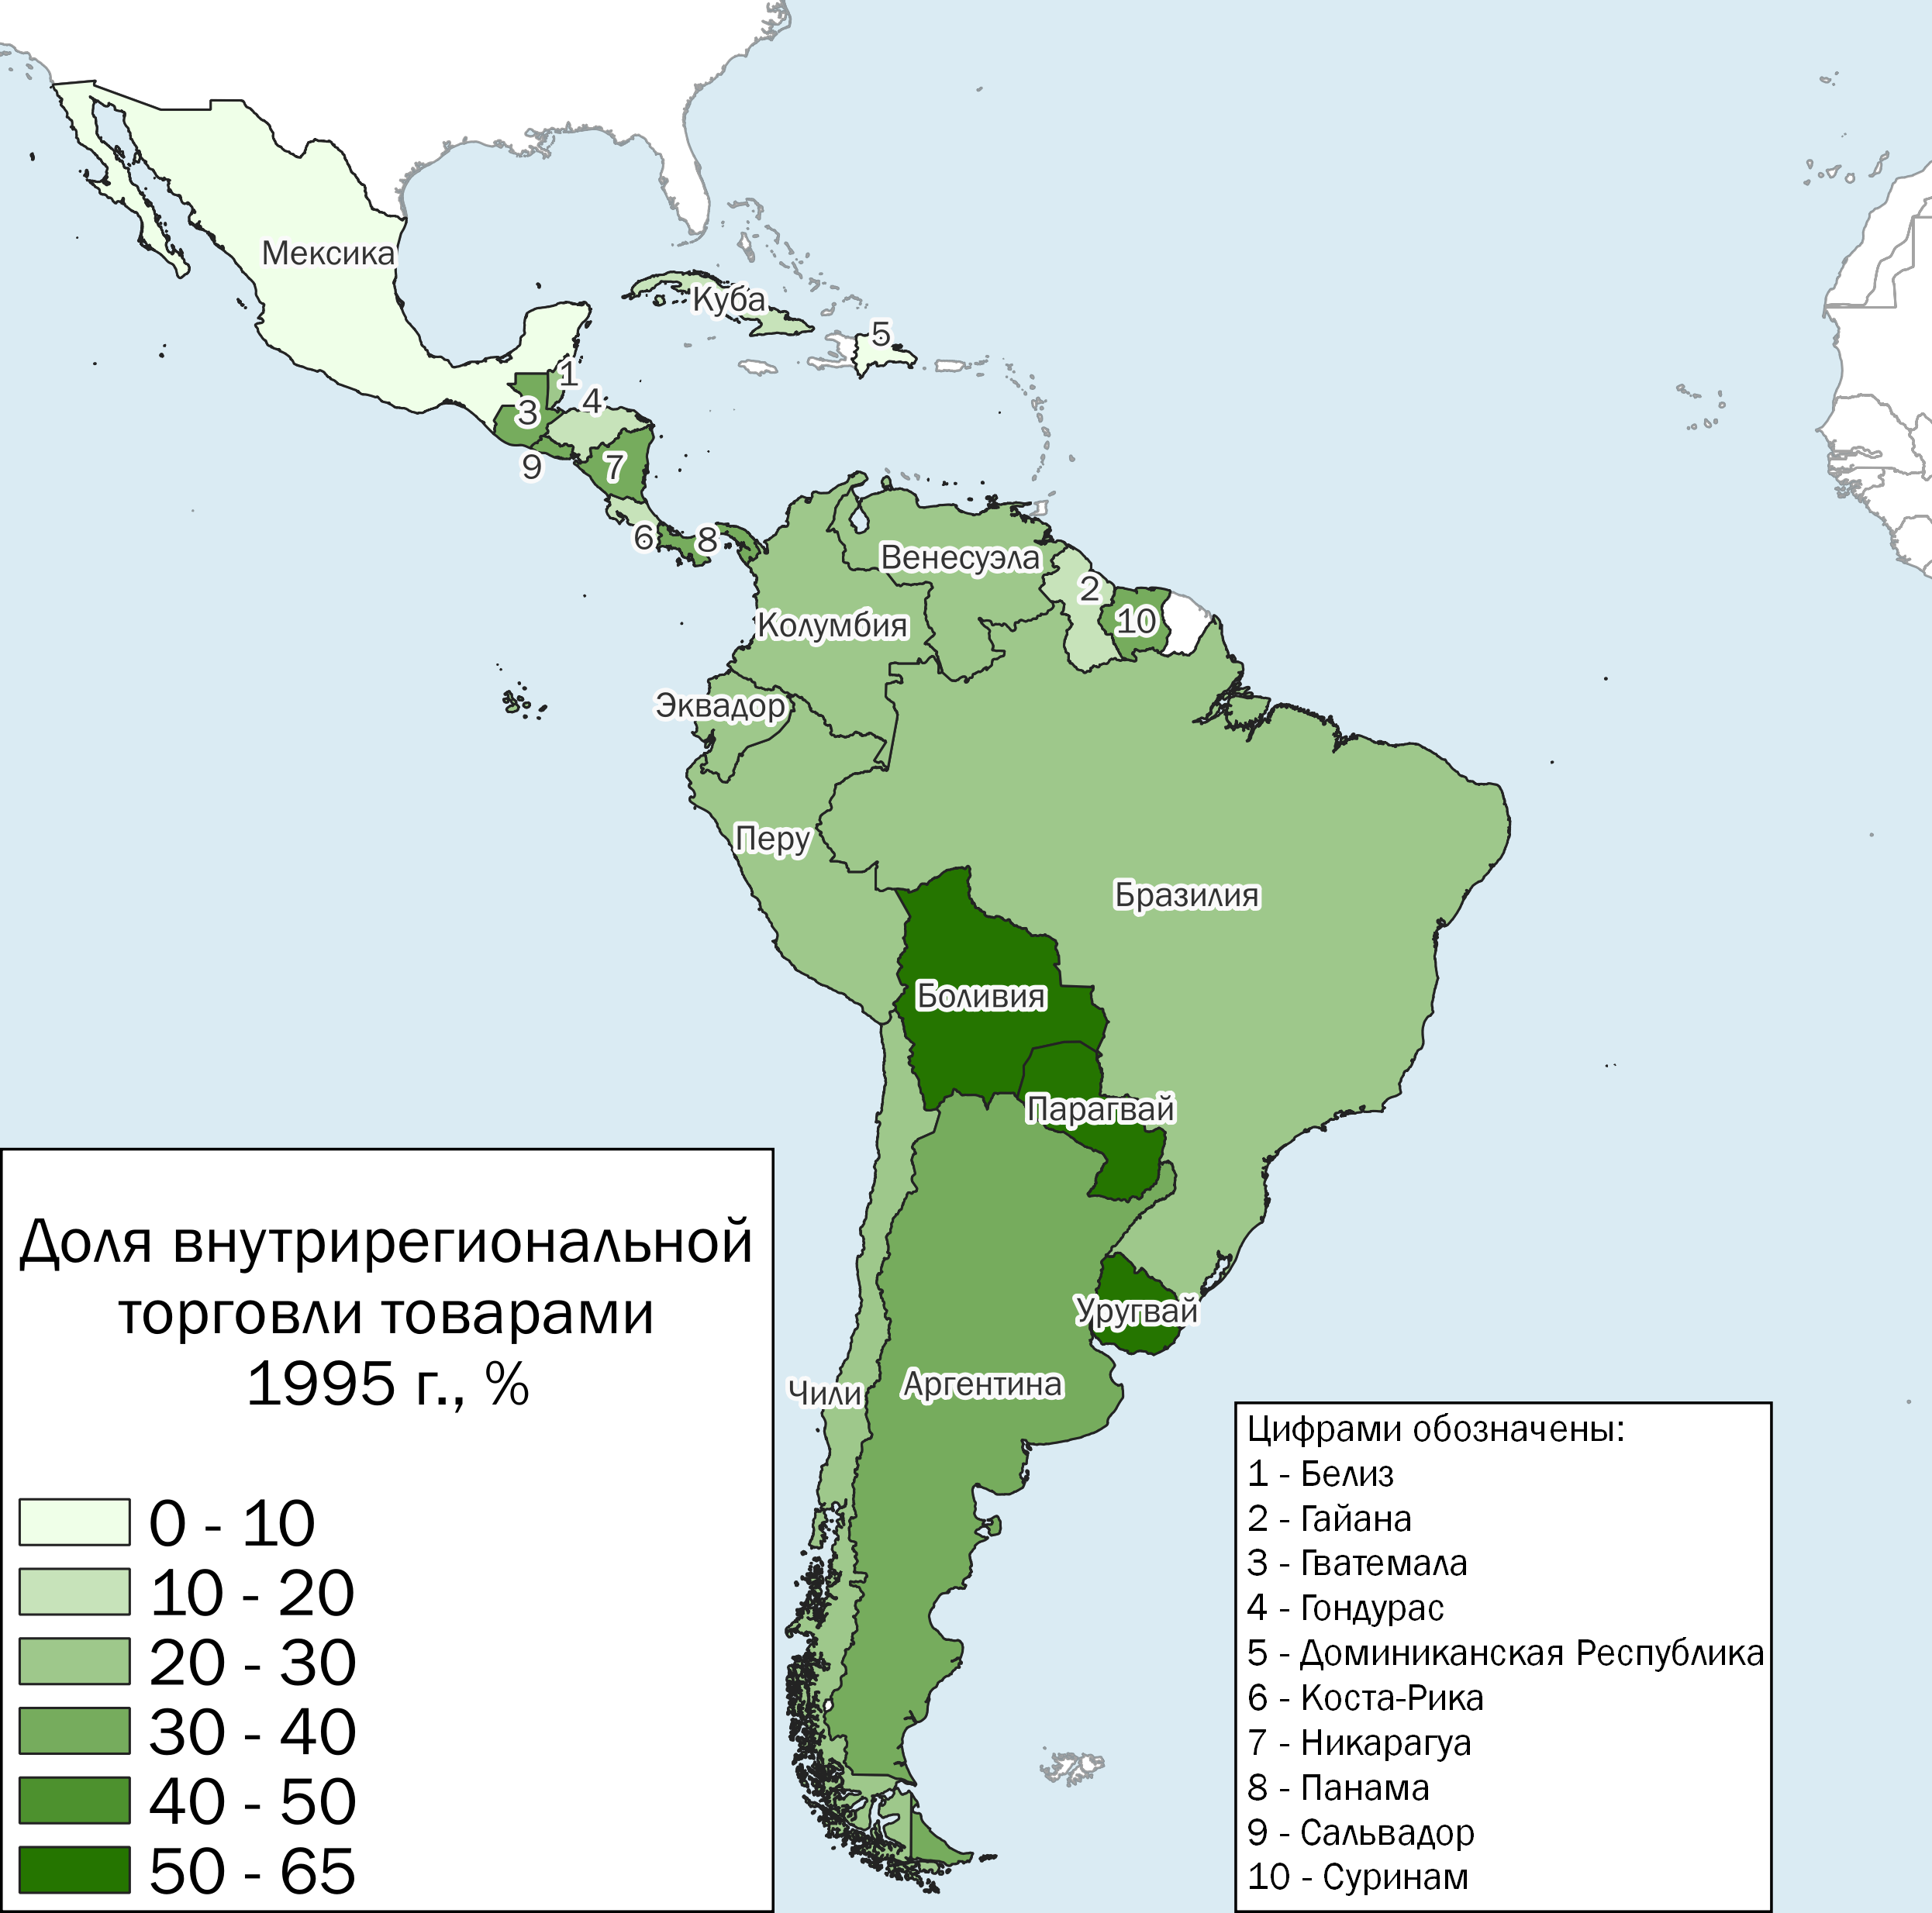 Мексика
Куба
5
1
4
3
9
7
6
8
Венесуэла
2
10
Колумбия
Эквадор
Перу
Бразилия
Боливия
Парагвай
Уругвай
Чили
Аргентина
Доля внутрирегиональной
торговли товарами
1995 г., %
0 - 10
10 - 20
20 - 30
30 - 40
40 - 50
50 - 65
Цифрами обозначены:
1 - Белиз
2 - Гайана
3 - Гватемала
4 - Гондурас
5 - Доминиканская Республика
6 - Коста-Рика
7 - Никарагуа
8 - Панама
9 - Сальвадор
10 - Суринам